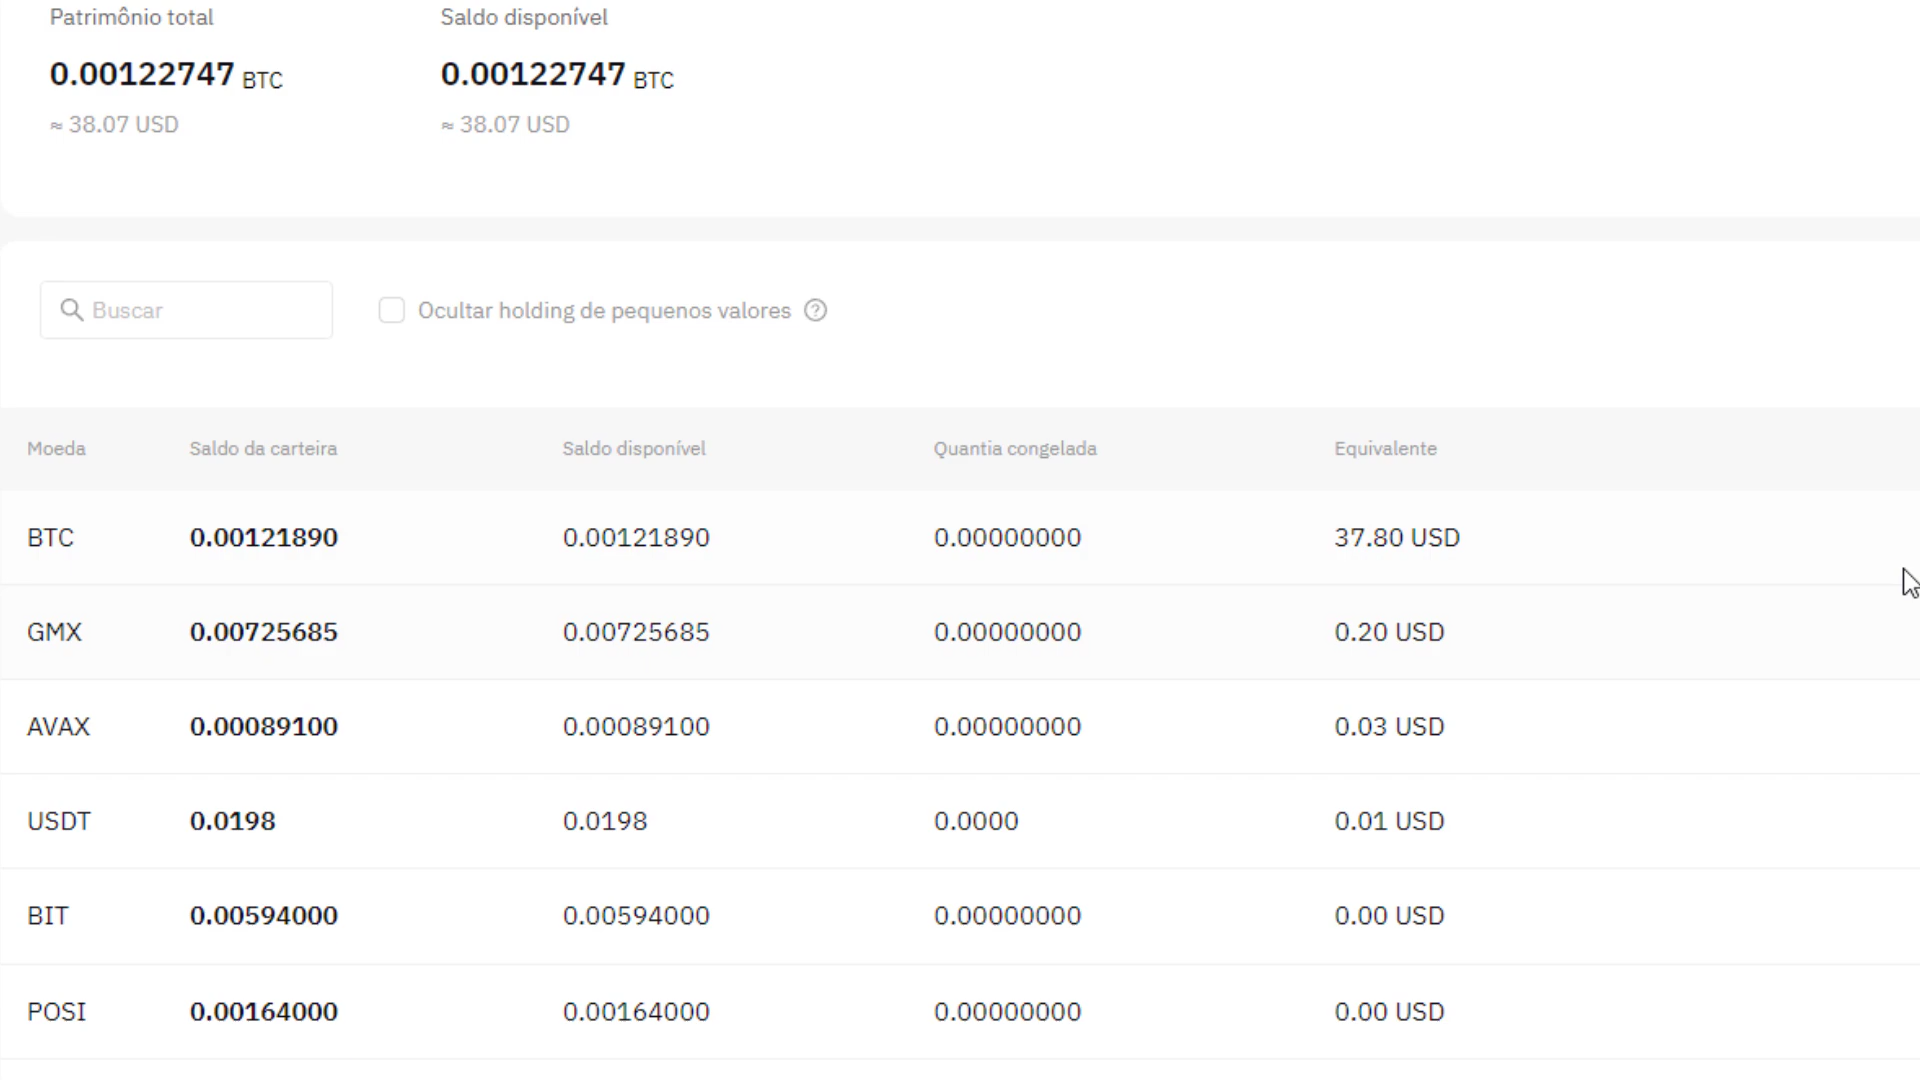 Patrimônio total Saldo disponível
0.00122747 BTC 0.00122747 BTC
≈ 38.07 USD ≈ 38.07 USD
Buscar Ocultar holding de pequenos valores ?
Moeda Saldo da carteira Saldo disponível Quantia congelada Equivalente
BTC 0.00121890 0.00121890 0.00000000 37.80 USD
GMX 0.00725685 0.00725685 0.00000000 0.20 USD
AVAX 0.00089100 0.00089100 0.00000000 0.03 USD
USDT 0.0198 0.0198 0.0000 0.01 USD
BIT 0.00594000 0.00594000 0.00000000 0.00 USD
POSI 0.00164000 0.00164000 0.00000000 0.00 USD